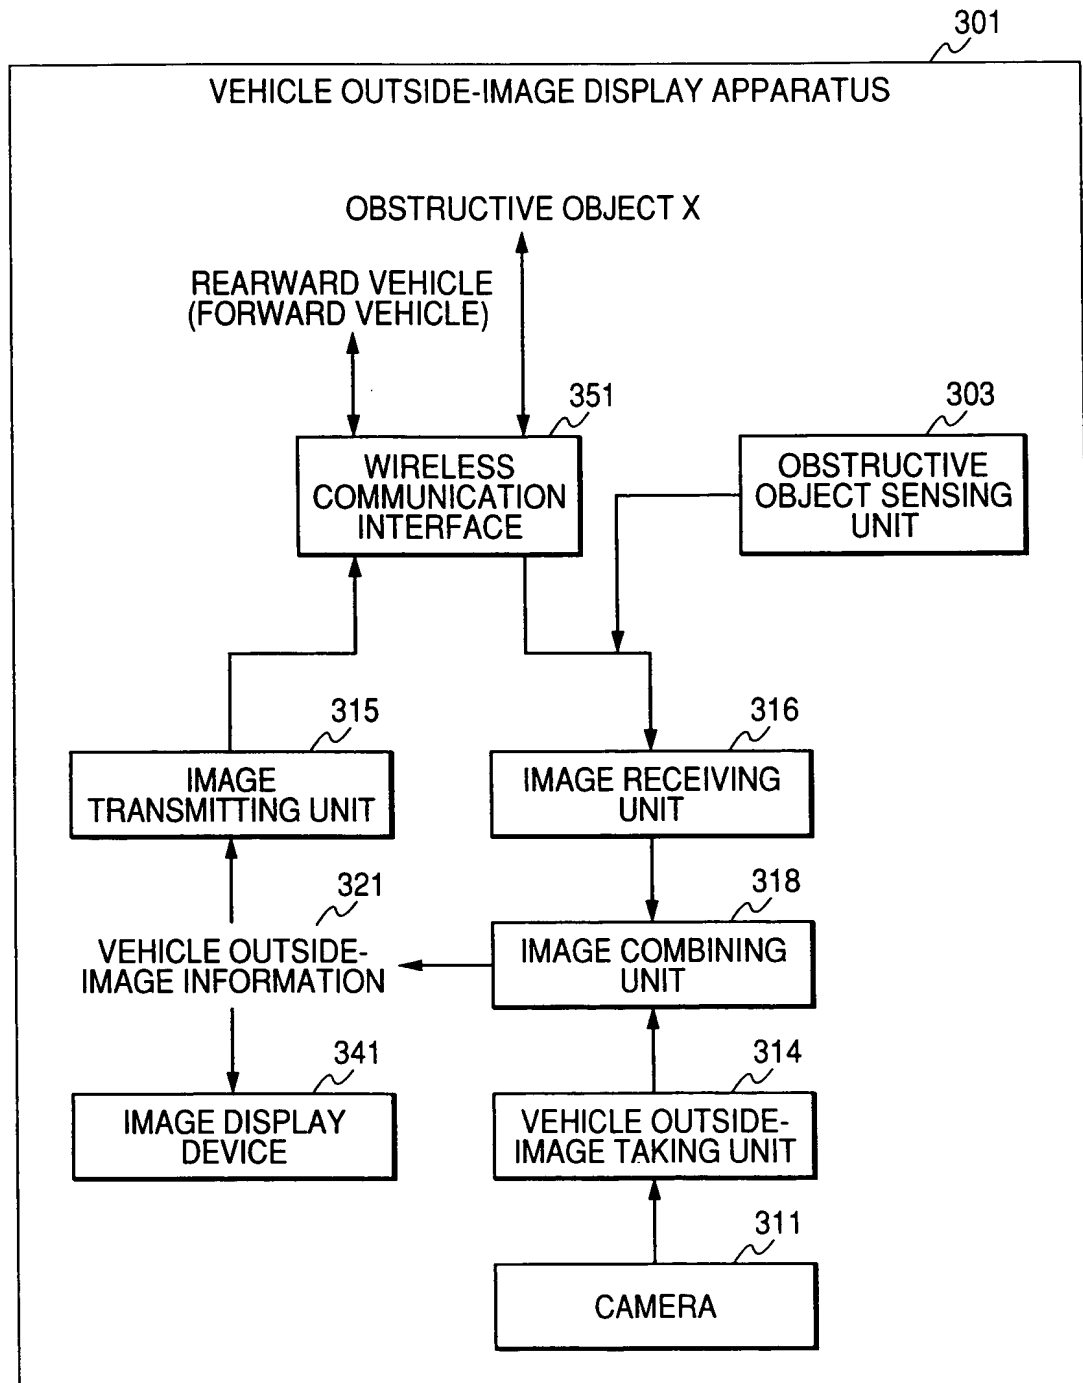 301
VEHICLE OUTSIDE-IMAGE DISPLAY APPARATUS
OBSTRUCTIVE OBJECT X
REARWARD VEHICLE
(FORWARD VEHICLE)
351
303
WIRELESS
COMMUNICATION
INTERFACE
OBSTRUCTIVE
OBJECT SENSING
UNIT
315
316
IMAGE
TRANSMITTING UNIT
IMAGE RECEIVING
UNIT
321
318
VEHICLE OUTSIDE-
IMAGE INFORMATION
IMAGE COMBINING
UNIT
341
314
IMAGE DISPLAY
DEVICE
VEHICLE OUTSIDE-
IMAGE TAKING UNIT
311
CAMERA